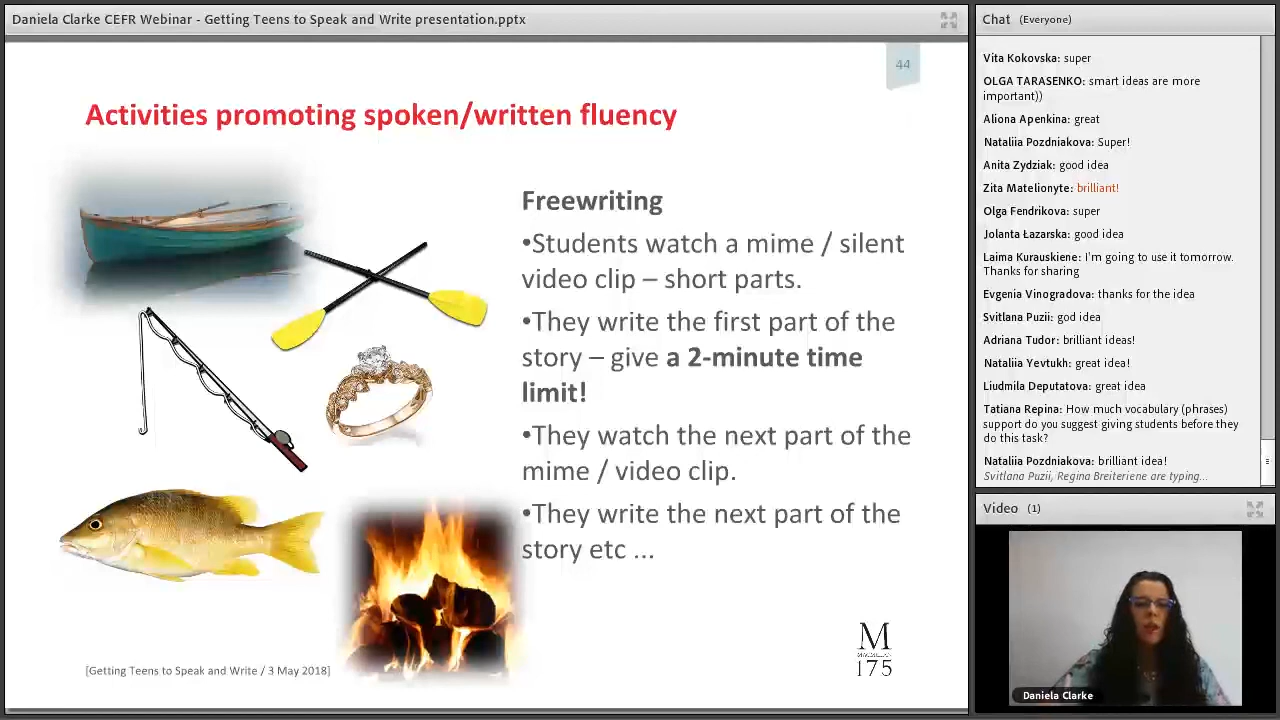 Daniela Clarke CEFR Webinar - Getting Teens to Speak and Write presentation.pptx
44
Activities promoting spoken/written fluency
Freewriting
•Students watch a mime / silent
video clip – short parts.
•They write the first part of the
story – give a 2-minute time
limit!
•They watch the next part of the
mime / video clip.
•They write the next part of the
story etc ...
[Getting Teens to Speak and Write / 3 May 2018]
M
MACMILLAN
175
Chat (Everyone)
Vita Kokovska: super
OLGA TARASENKO: smart ideas are more
important))
Aliona Apenkina: great
Nataliia Pozdniakova: Super!
Anita Zydziak: good idea
Zita Matelionyte: brilliant!
Olga Fendrikova: super
Jolanta Łazarska: good idea
Laima Kurauskiene: I'm going to use it tomorrow.
Thanks for sharing
Evgenia Vinogradova: thanks for the idea
Svitlana Puzii: god idea
Adriana Tudor: brilliant ideas!
Nataliia Yevtukh: great idea!
Liudmila Deputatova: great idea
Tatiana Repina: How much vocabulary (phrases)
support do you suggest giving students before they
do this task?
Nataliia Pozdniakova: brilliant idea!
Svitlana Puzii, Regina Breiteriene are typing...
Video (1)
Daniela Clarke